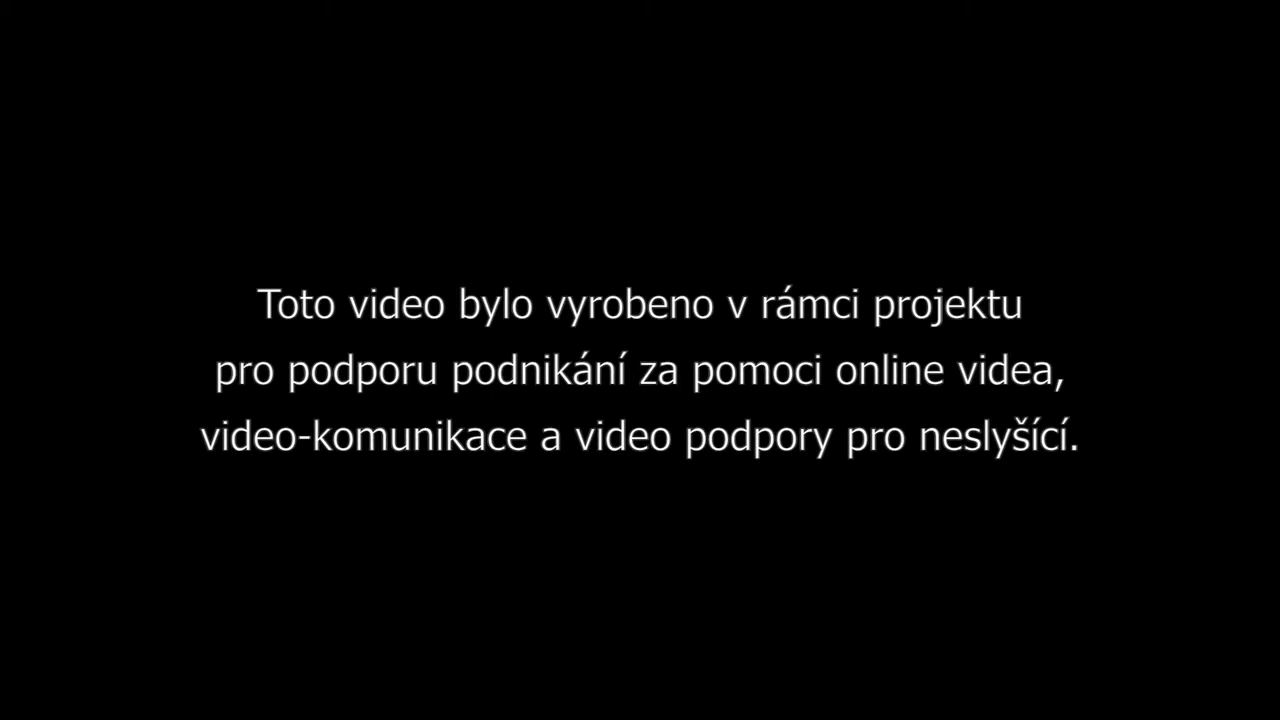 Toto video bylo vyrobeno v rámci projektu
pro podporu podnikání za pomoci online videa,
video-komunikace a video podpory pro neslyšící.